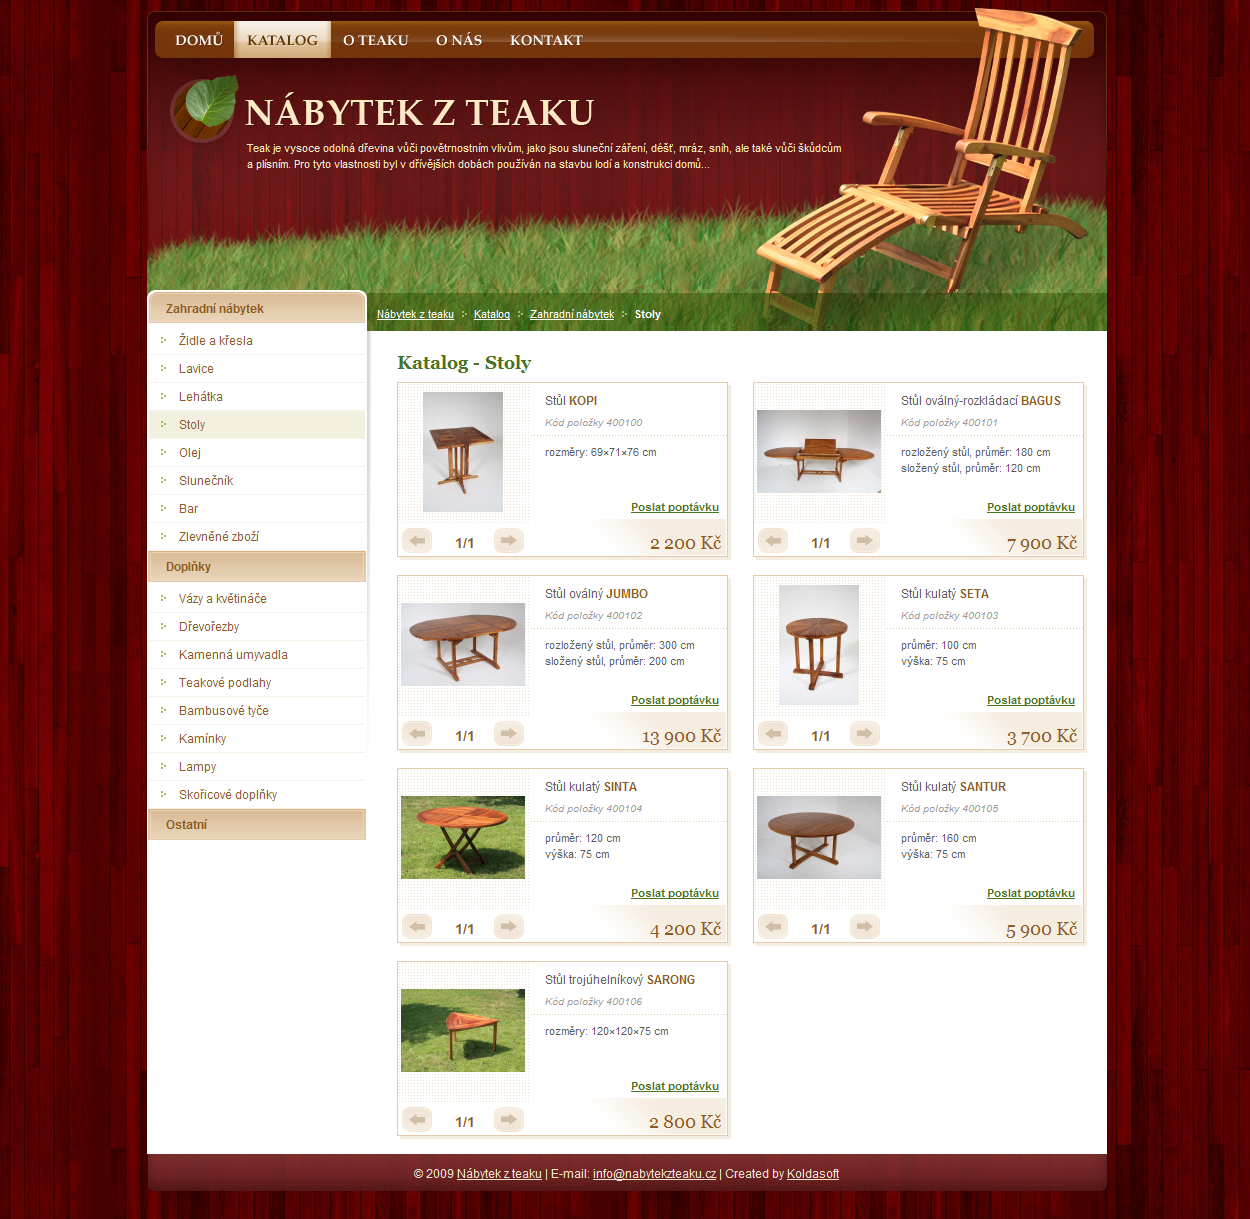 DOMŮ
KATALOG
O TEAKU
O NÁS
KONTAKT
NÁBYTEK Z TEAKU
Teak je vysoce odolná dřevina vůči povětrnostním vlivům, jako jsou sluneční záření, déšť, mráz, sníh, ale také vůči škůdcům
a plísním. Pro tyto vlastnosti byl v dřívějších dobách používán na stavbu lodí a konstrukci domů...
Nábytek z teaku
Katalog
Zahradní nábytek
Stoly
Zahradní nábytek
Židle a křesla
Lavice
Lehátka
Stoly
Olej
Slunečník
Bar
Zlevněné zboží
Doplňky
Vázy a květináče
Dřevořezby
Kamenná umyvadla
Teakové podlahy
Bambusové tyče
Kamínky
Lampy
Skořicové doplňky
Ostatní
Katalog - Stoly
Stůl KOPI
Kód položky 400100
rozměry: 69×71×76 cm
Poslat poptávku
1/1
2 200 Kč
Stůl oválný-rozkládací BAGUS
Kód položky 400101
rozložený stůl, průměr: 180 cm
složený stůl, průměr: 120 cm
Poslat poptávku
1/1
7 900 Kč
Stůl oválný JUMBO
Kód položky 400102
rozložený stůl, průměr: 300 cm
složený stůl, průměr: 200 cm
Poslat poptávku
1/1
13 900 Kč
Stůl kulatý SETA
Kód položky 400103
průměr: 100 cm
výška: 75 cm
Poslat poptávku
1/1
3 700 Kč
Stůl kulatý SINTA
Kód položky 400104
průměr: 120 cm
výška: 75 cm
Poslat poptávku
1/1
4 200 Kč
Stůl kulatý SANTUR
Kód položky 400105
průměr: 160 cm
výška: 75 cm
Poslat poptávku
1/1
5 900 Kč
Stůl trojúhelníkový SARONG
Kód položky 400106
rozměry: 120×120×75 cm
Poslat poptávku
1/1
2 800 Kč
© 2009 Nábytek z teaku | E-mail: info@nabytekzteaku.cz | Created by Koldasoft